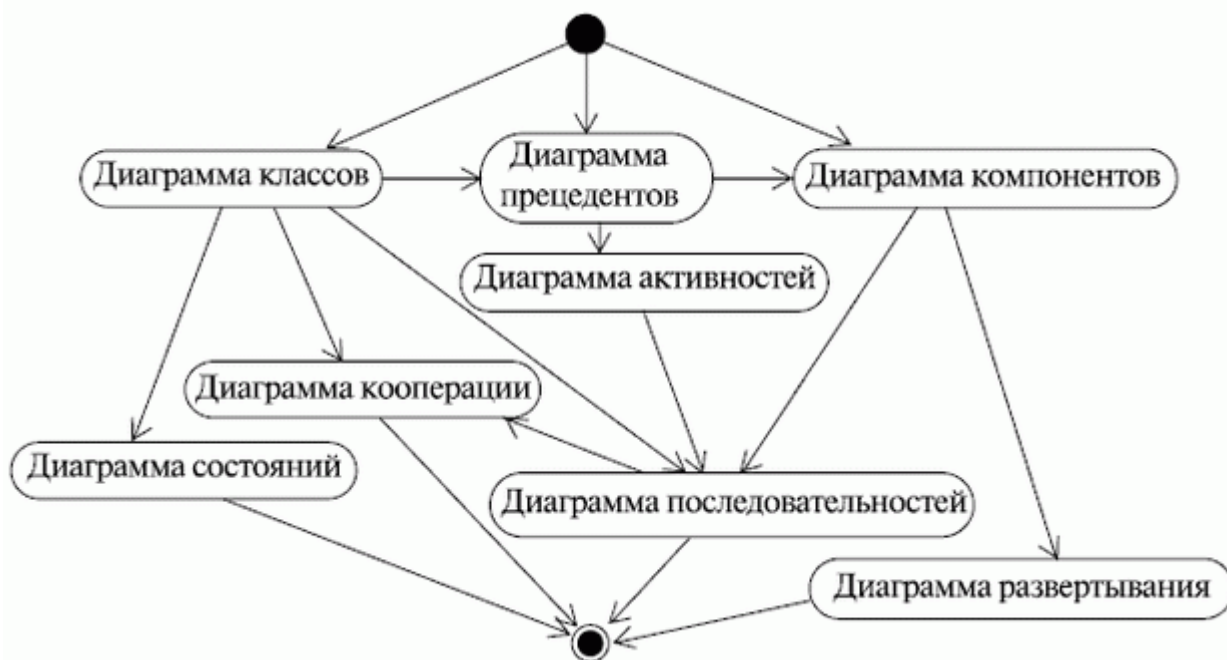 Диаграмма классов
Диаграмма
прецедентов
Диаграмма компонентов
Диаграмма активностей
Диаграмма кооперации
Диаграмма состояний
Диаграмма последовательностей
Диаграмма развертывания